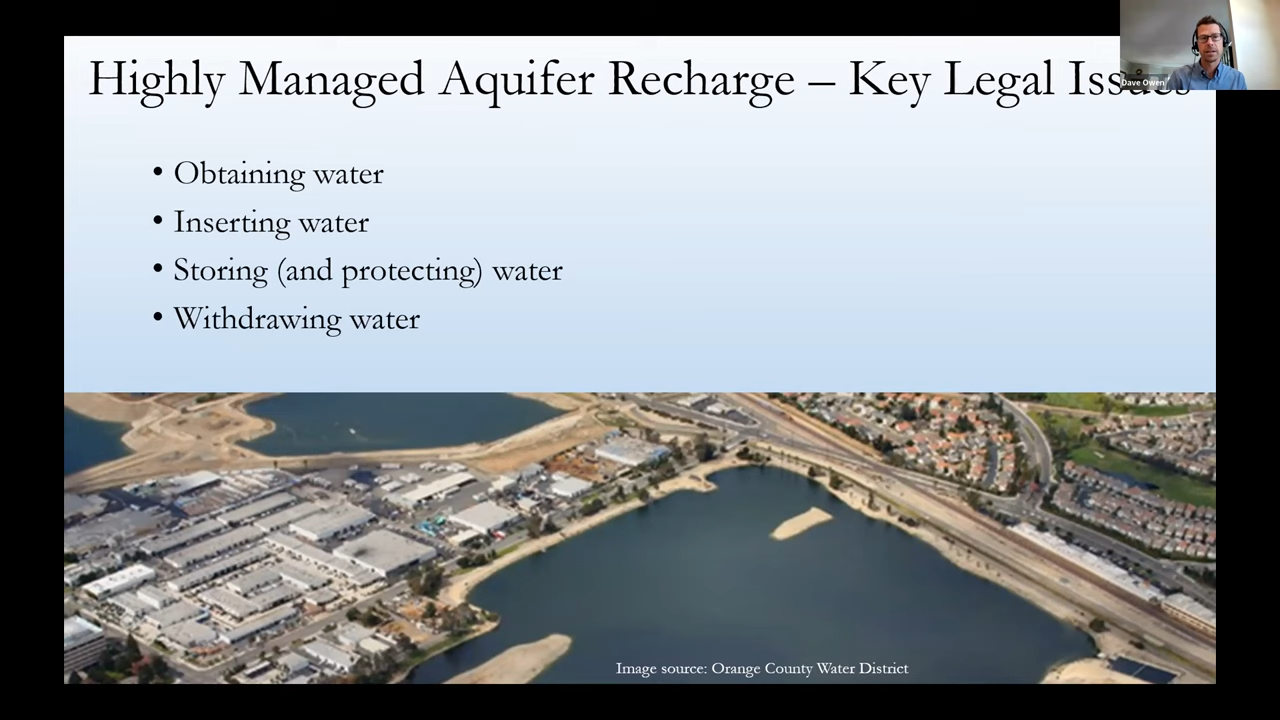 Highly Managed Aquifer Recharge – Key Legal Issues
Dave Owen
• Obtaining water
• Inserting water
• Storing (and protecting) water
• Withdrawing water
Image source: Orange County Water District